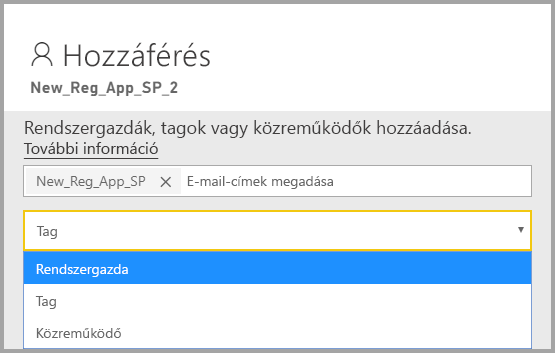 Hozzáférés
New_Reg_App_SP_2
Rendszergazdák, tagok vagy közreműködők hozzáadása.
További információ
New_Reg_App_SP E-mail-címek megadása
Tag
Rendszergazda
Tag
Közreműködő